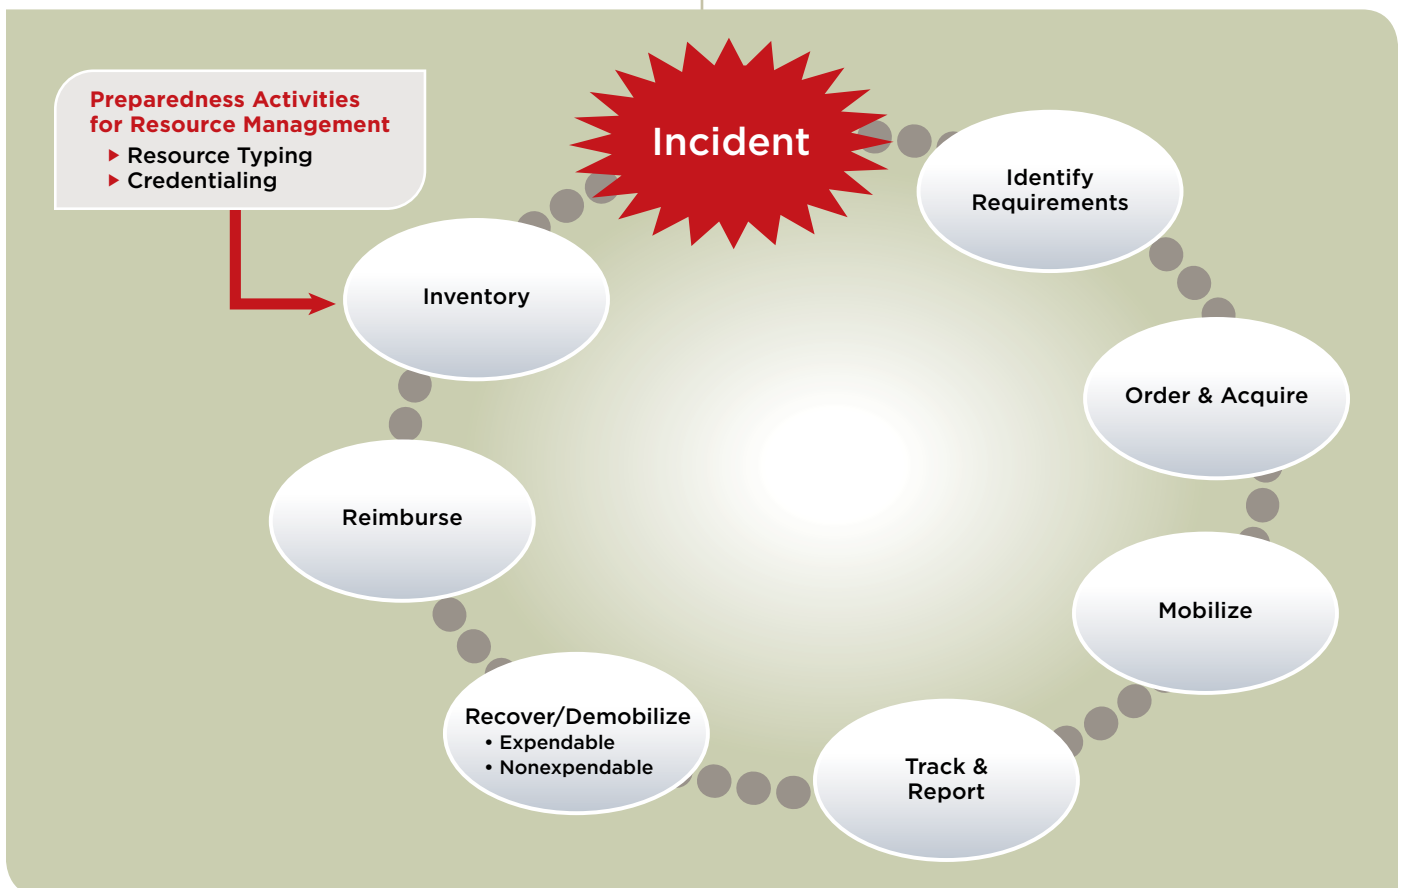 Preparedness Activities
for Resource Management
▶ Resource Typing
▶ Credentialing
Incident
Identify
Requirements
Order & Acquire
Mobilize
Track &
Report
Recover/Demobilize
• Expendable
• Nonexpendable
Reimburse
Inventory